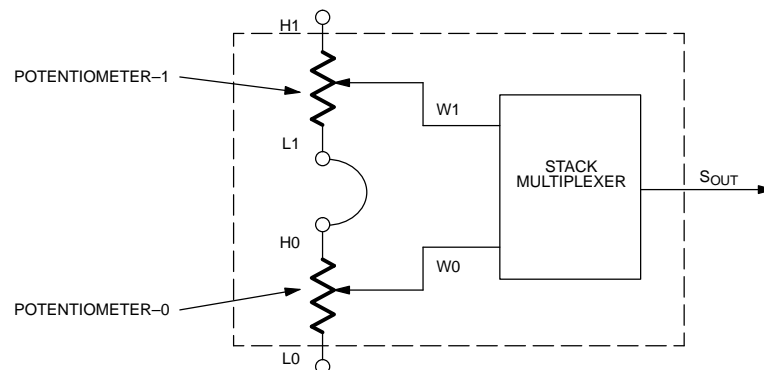 H1
POTENTIOMETER–1
W1
L1
STACK
MULTIPLEXER
SOUT
H0
W0
POTENTIOMETER–0
L0